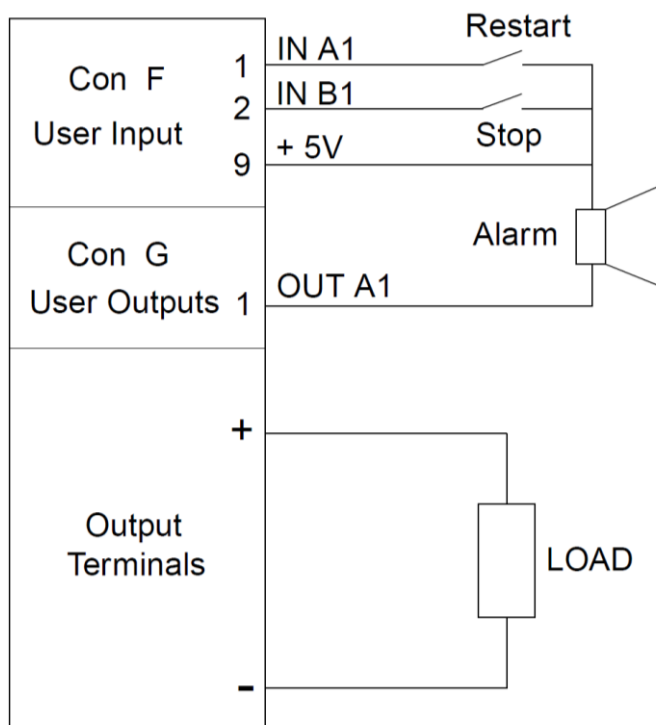 Con F
User Input
1
IN A1
Restart
2
IN B1
Stop
9
+ 5V
Con G
User Outputs
1
OUT A1
Alarm
+
Output
Terminals
LOAD
-